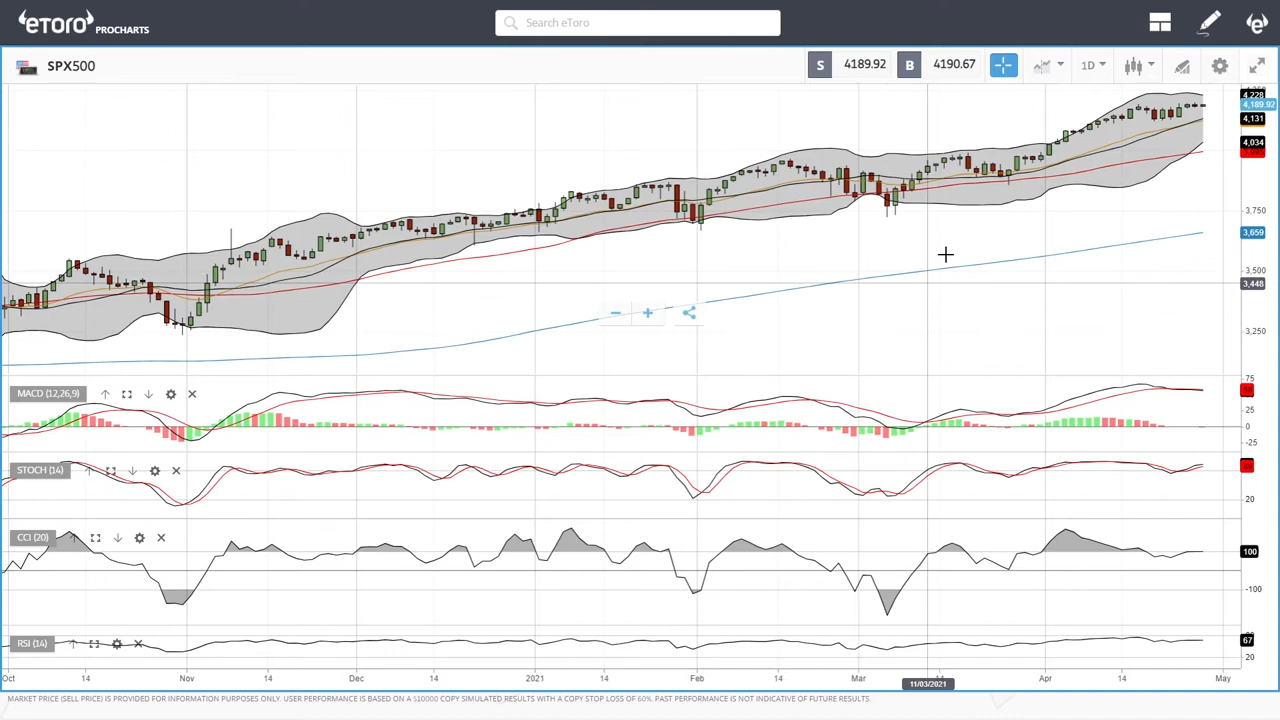 eToro PROCHARTS
Search eToro
SPX500
S 4189.92 B 4190.67
1D
4,228
4,189.92
4,131
4,034
3,750
3,659
3,500
3,448
3,250
MACD (12,26,9)
75
25
0
-25
STOCH (14)
20
CCI (20)
100
-100
RSI (14)
67
20
Oct 14 Nov 14 Dec 14 2021 14 Feb 14 Mar Apr 14 May
11/03/2021
MARKET PRICE (SELL PRICE) IS PROVIDED FOR INFORMATION PURPOSES ONLY. USER PERFORMANCE IS BASED ON A $10000 COPY SIMULATED RESULTS WITH A COPY STOP LOSS OF 60%. PAST PERFORMANCE IS NOT INDICATIVE OF FUTURE RESULTS.